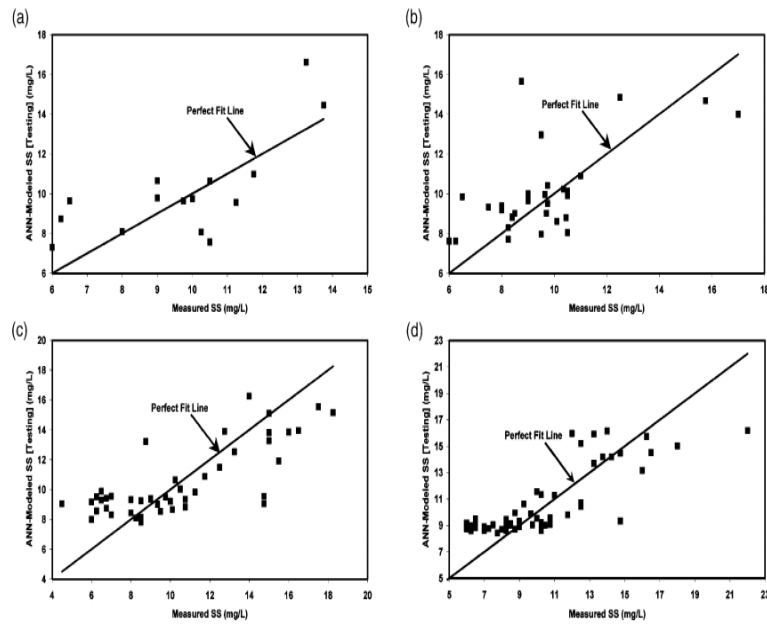 (a)
ANN-Modeled SS [Testing] (mg/L)
18
16
14
12
10
8
6
Perfect Fit Line
6 7 8 9 10 11 12 13 14 15
Measured SS (mg/L)
(b)
ANN-Modeled SS [Testing] (mg/L)
18
16
14
12
10
8
6
Perfect Fit Line
6 8 10 12 14 16 18
Measured SS (mg/L)
(c)
ANN-Modeled SS [Testing] (mg/L)
20
18
16
14
12
10
8
6
4
Perfect Fit Line
4 6 8 10 12 14 16 18 20
Measured SS (mg/L)
(d)
ANN-Modeled SS [Testing] (mg/L)
23
21
19
17
15
13
11
9
7
5
Perfect Fit Line
5 7 9 11 13 15 17 19 21 23
Measured SS (mg/L)